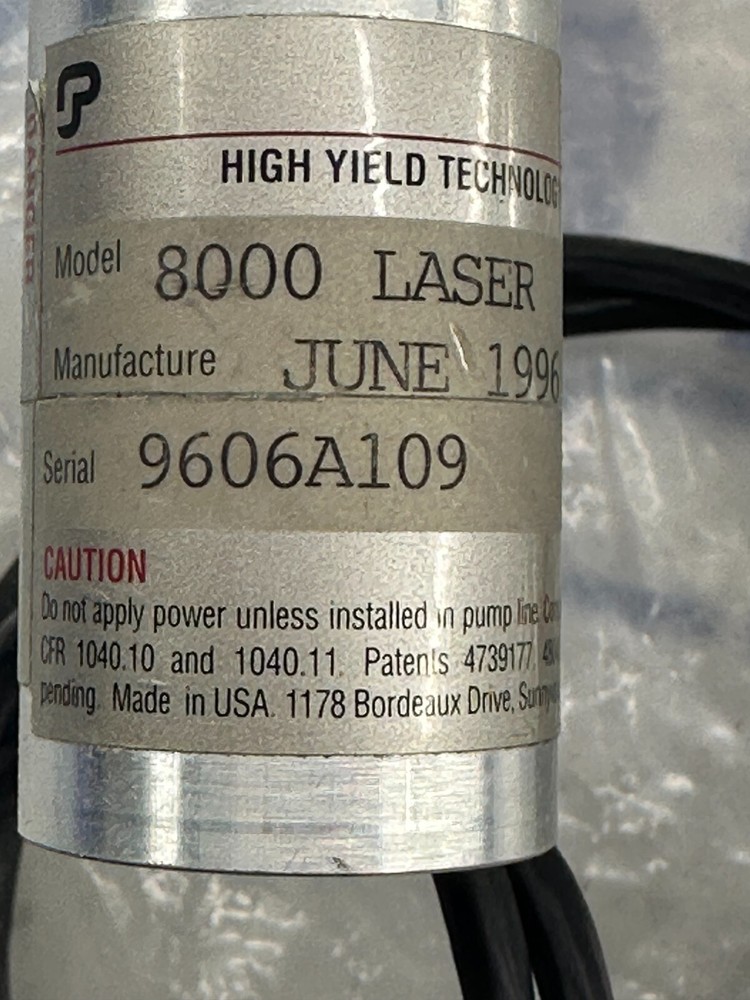 DANGER
HIGH YIELD TECHNOLOG
Model 8000 LASER
Manufacture JUNE 1996
Serial 9606A109
CAUTION
Do not apply power unless installed in pump line.
CFR 1040.10 and 1040.11. Patents 4739177,
pending. Made in USA. 1178 Bordeaux Drive,